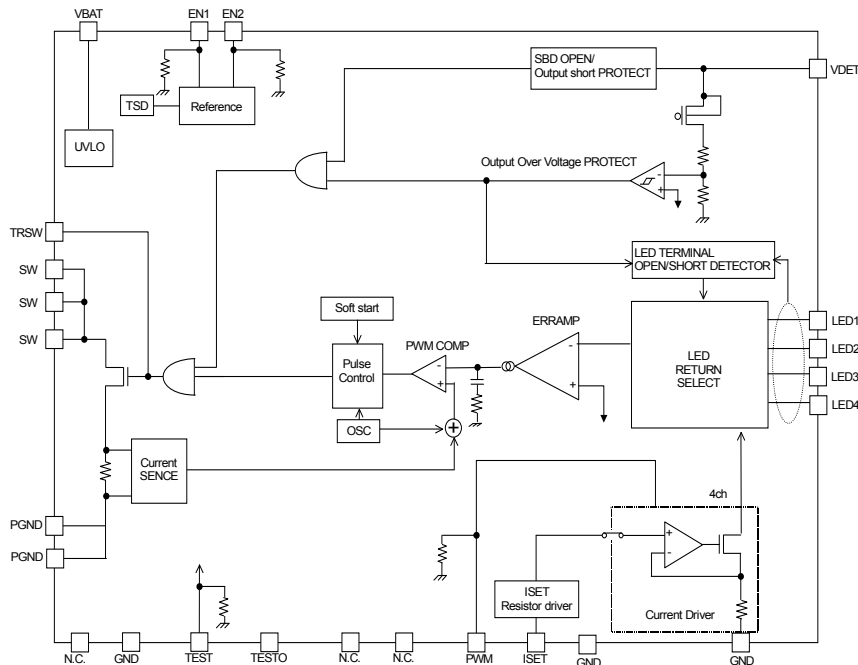 VBAT
EN1
EN2
SBD OPEN/
Output short PROTECT
VDET
TSD
Reference
UVLO
Output Over Voltage PROTECT
-
+
TRSW
SW
SW
SW
LED TERMINAL
OPEN/SHORT DETECTOR
Soft start
ERRAMP
PWM COMP
Pulse
Control
-
+
-
+
LED
RETURN
SELECT
LED1
LED2
LED3
LED4
OSC
+
Current
SENCE
4ch
PGND
PGND
+
-
ISET
Resistor driver
Current Driver
N.C.
GND
TEST
TESTO
N.C.
N.C.
PWM
ISET
GND
GND